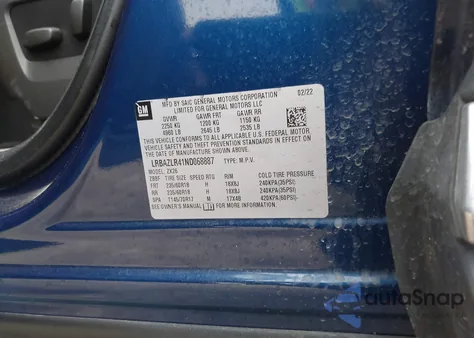 GM
MFD BY SAIC GENERAL MOTORS CORPORATION 02/22
LIMITED FOR GENERAL MOTORS LLC
GVWR GAWR FRT GAWR RR
2250 KG 1200 KG 1150 KG
4960 LB 2645 LB 2535 LB
THIS VEHICLE CONFORMS TO ALL APPLICABLE U.S. FEDERAL MOTOR
VEHICLE SAFETY AND THEFT PREVENTION STANDARDS IN EFFECT ON THE
DATE OF MANUFACTURE SHOWN ABOVE.
LRBAZLR41ND068887 TYPE: M.P.V.
MODEL: ZX26
TIRE SIZE SPEED RTG RIM COLD TIRE PRESSURE
FRT 235/60R18 H 18X8J 240KPA(35PSI)
RR 235/60R18 H 18X8J 240KPA(35PSI)
SPA T145/70R17 M 17X4B 420KPA(60PSI)
SEE OWNER'S MANUAL FOR MORE INFORMATION.
autoSnap